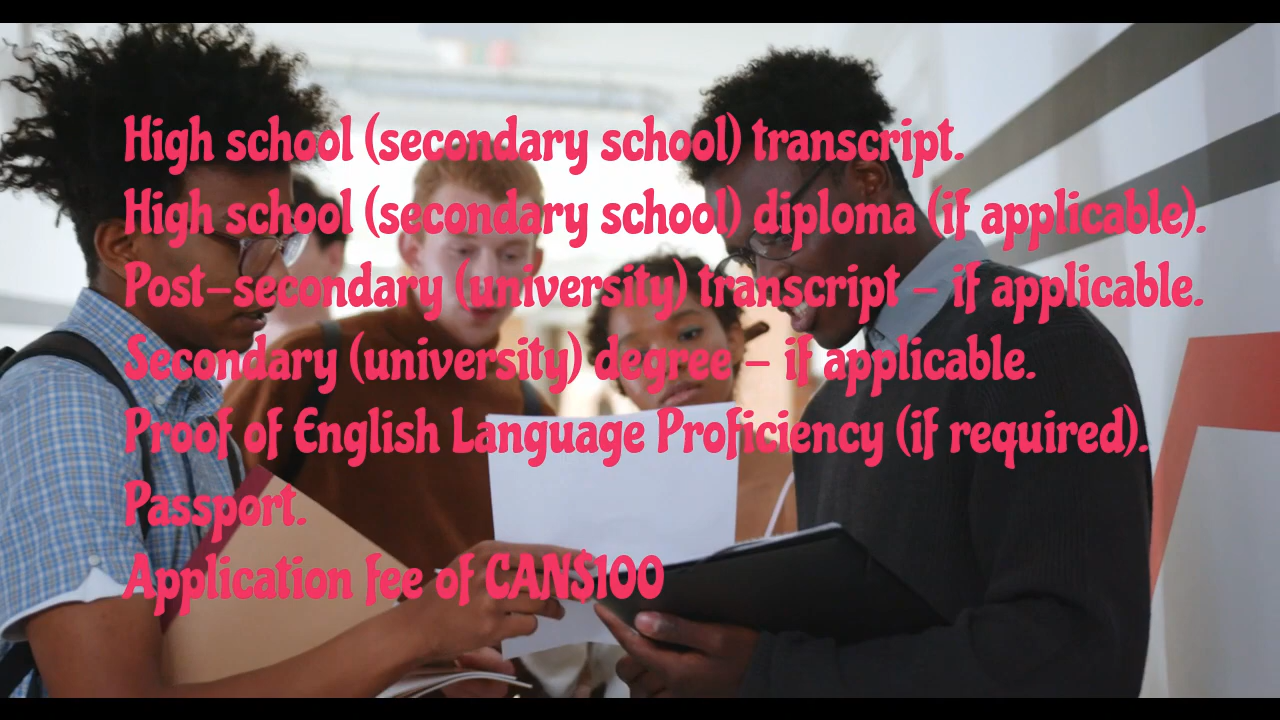 High school (secondary school) transcript.
High school (secondary school) diploma (if applicable).
Post-secondary (university) transcript - if applicable.
Secondary (university) degree - if applicable.
Proof of English Language Proficiency (if required).
Passport.
Application fee of CAN$100